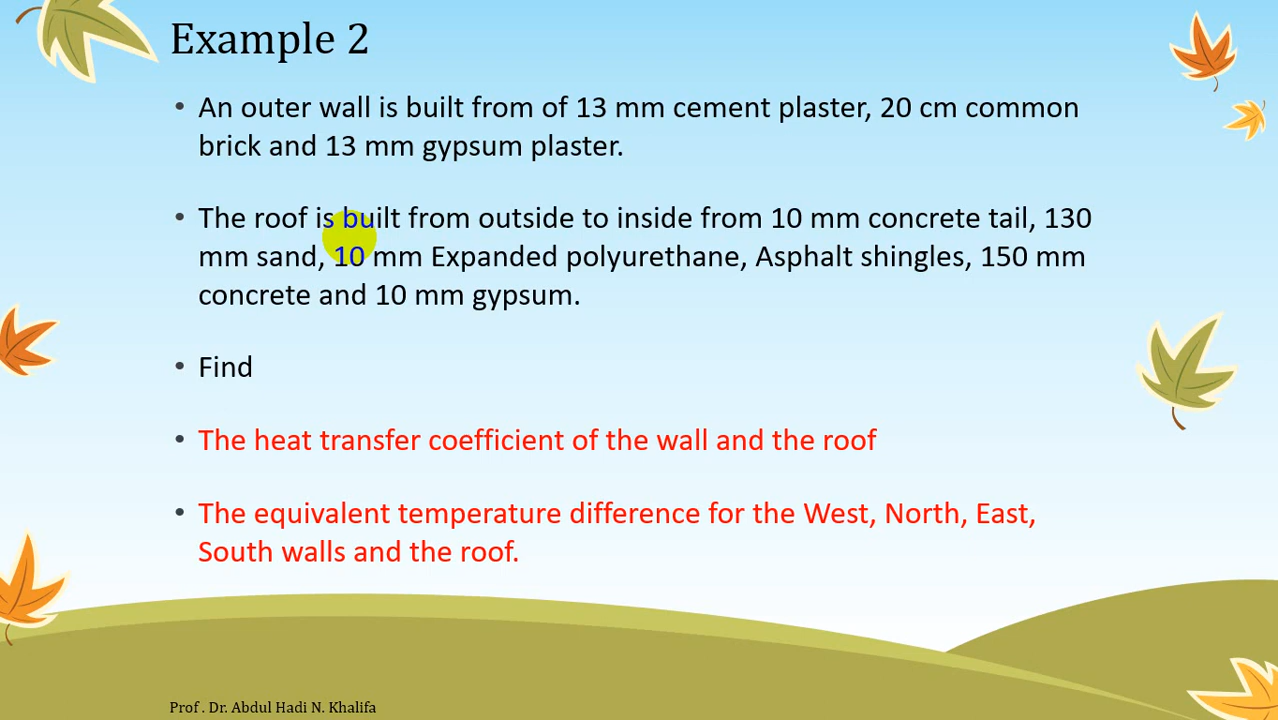 Example 2
• An outer wall is built from of 13 mm cement plaster, 20 cm common
brick and 13 mm gypsum plaster.
• The roof is built from outside to inside from 10 mm concrete tail, 130
mm sand, 10 mm Expanded polyurethane, Asphalt shingles, 150 mm
concrete and 10 mm gypsum.
• Find
• The heat transfer coefficient of the wall and the roof
• The equivalent temperature difference for the West, North, East,
South walls and the roof.
Prof . Dr. Abdul Hadi N. Khalifa